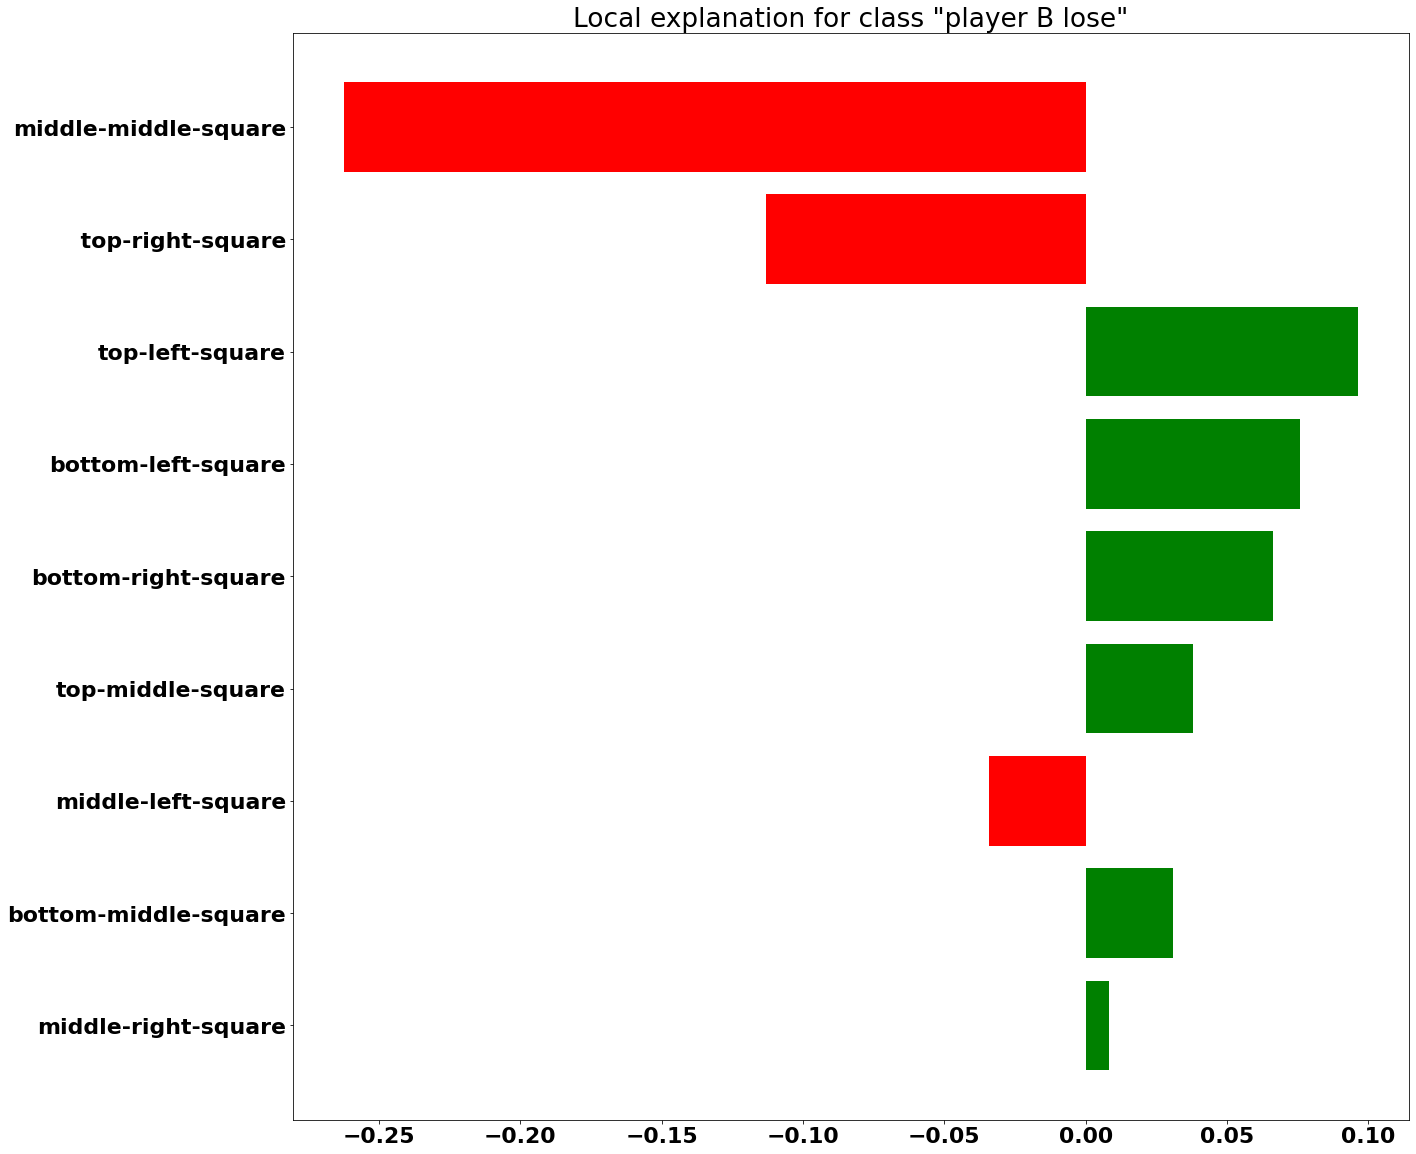 Local explanation for class "player B lose"
middle-middle-square
top-right-square
top-left-square
bottom-left-square
bottom-right-square
top-middle-square
middle-left-square
bottom-middle-square
middle-right-square
−0.25 −0.20 −0.15 −0.10 −0.05 0.00 0.05 0.10